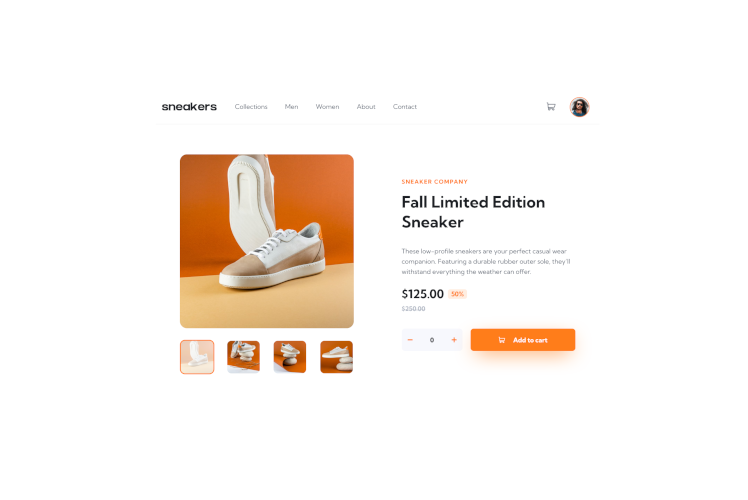 sneakers Collections Men Women About Contact
SNEAKER COMPANY
Fall Limited Edition
Sneaker
These low-profile sneakers are your perfect casual wear
companion. Featuring a durable rubber outer sole, they'll
withstand everything the weather can offer.
$125.00 50%
$250.00
− 0 + Add to cart